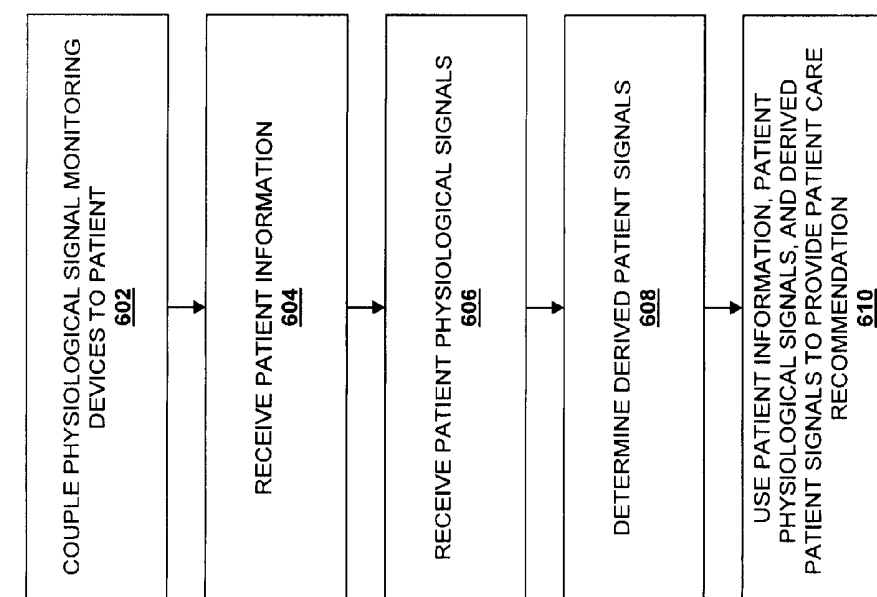 COUPLE PHYSIOLOGICAL SIGNAL MONITORING
DEVICES TO PATIENT
602
RECEIVE PATIENT INFORMATION
604
RECEIVE PATIENT PHYSIOLOGICAL SIGNALS
606
DETERMINE DERIVED PATIENT SIGNALS
608
USE PATIENT INFORMATION, PATIENT
PHYSIOLOGICAL SIGNALS, AND DERIVED
PATIENT SIGNALS TO PROVIDE PATIENT CARE
RECOMMENDATION
610